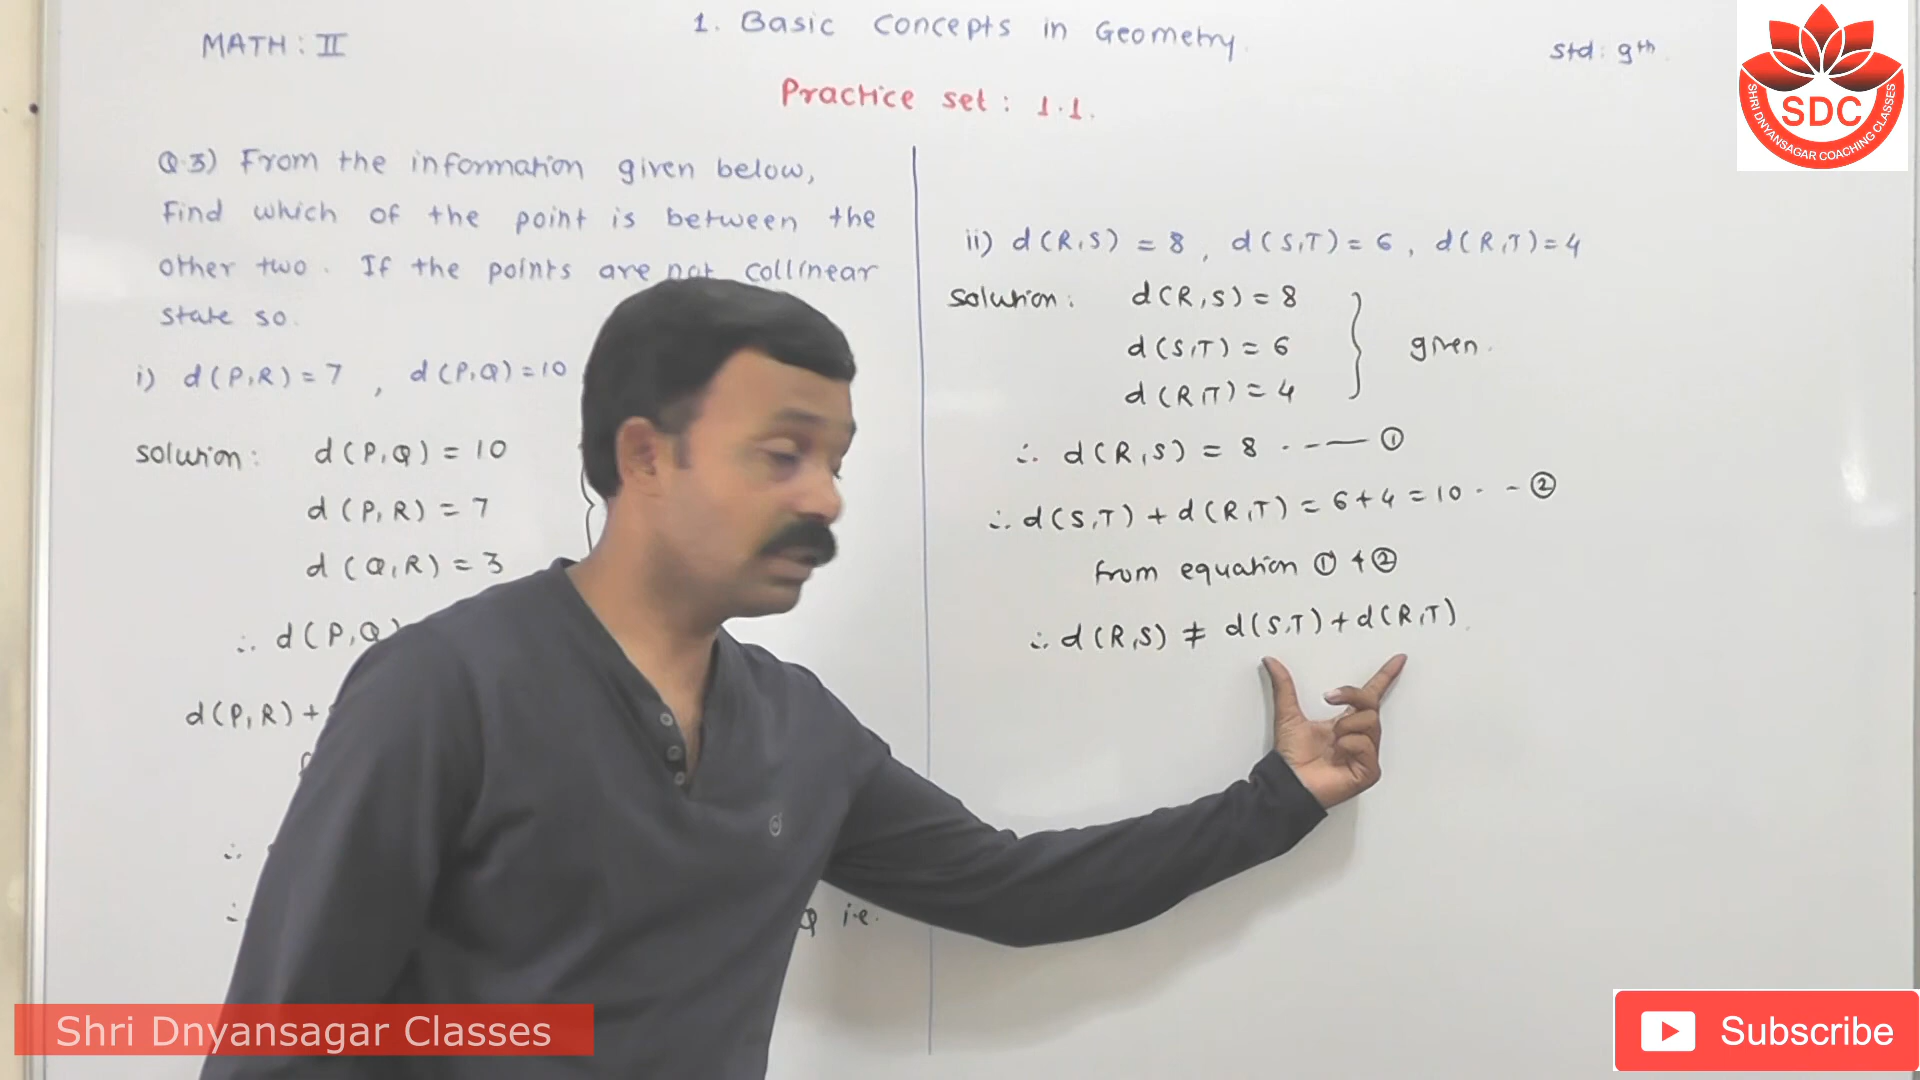 MATH : II
1. Basic Concepts in Geometry
std : 9th
Practice set : 1.1.
SDC
SHRI DNYANSAGAR COACHING CLASSES
Q.3) From the information given below,
Find which of the point is between the
other two. If the points are not collinear
state so.
i) d(P,R) = 7 , d(P,Q) = 10
solution : d(P,Q) = 10
d(P,R) = 7
d(Q,R) = 3
∴ d(P,Q)
d(P,R) +
∴
∴
Q i.e.
ii) d(R,S) = 8 , d(S,T) = 6 , d(R,T) = 4
solution : d(R,S) = 8
d(S,T) = 6
d(R,T) = 4
given.
∴ d(R,S) = 8 - - — ①
∴ d(S,T) + d(R,T) = 6 + 4 = 10 - - ②
from equation ① & ②
∴ d(R,S) ≠ d(S,T) + d(R,T).
Shri Dnyansagar Classes
Subscribe